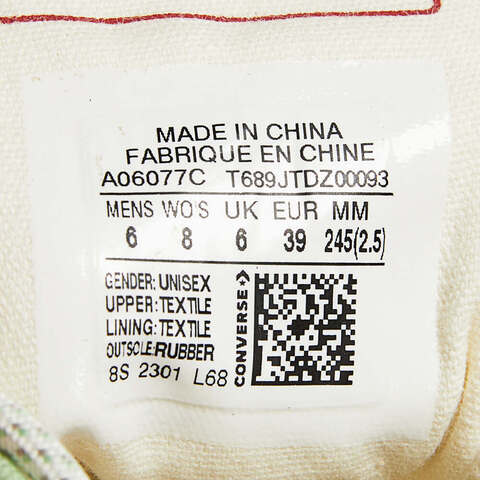 MADE IN CHINA
FABRIQUE EN CHINE
A06077C T689JTDZ00093
MENS WO'S UK EUR MM
6 8 6 39 245(2.5)
GENDER: UNISEX
UPPER: TEXTILE
LINING: TEXTILE
OUTSOLE:RUBBER
8S 2301 L68
CONVERSE